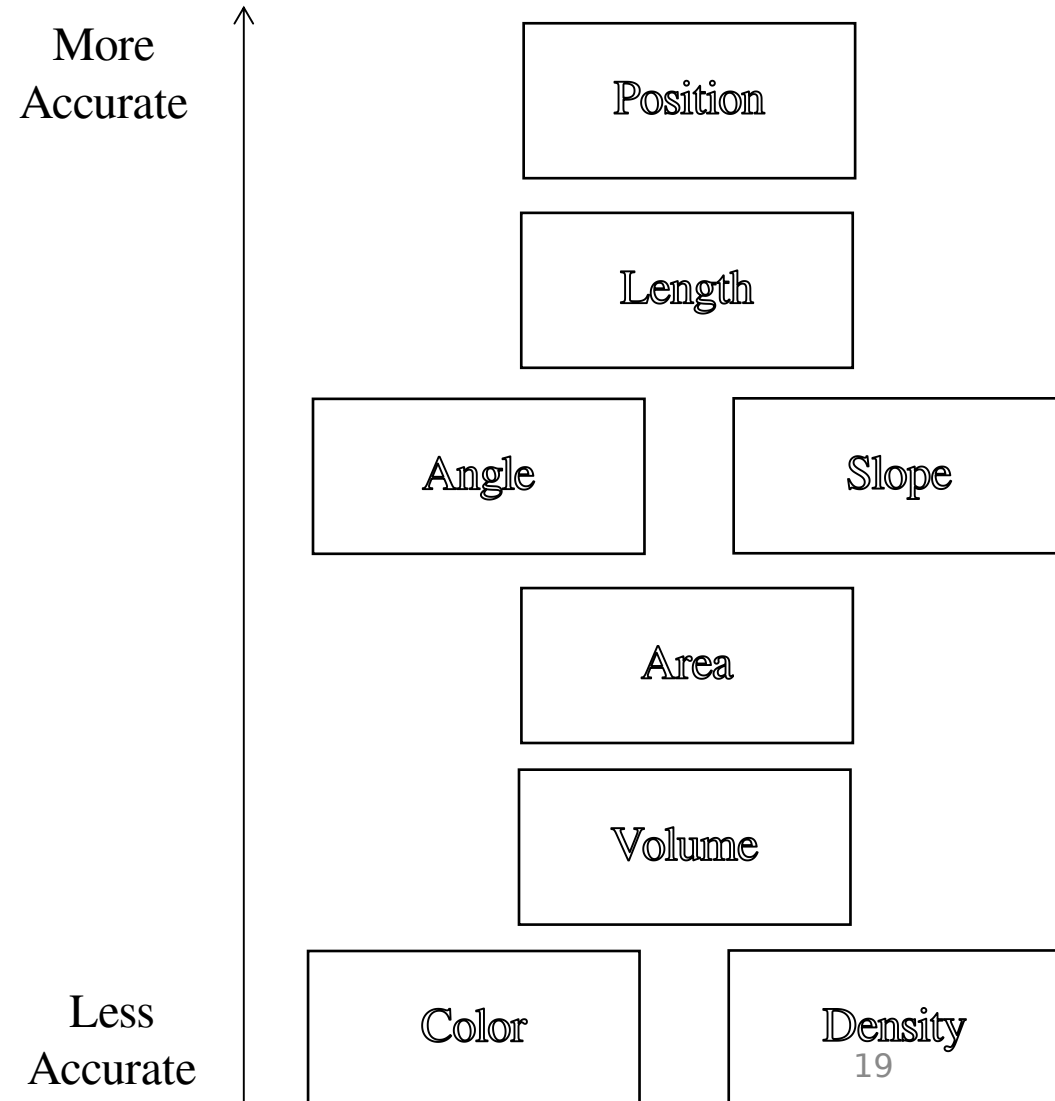 More
Accurate
Position
Length
Angle
Slope
Area
Volume
Less
Accurate
Color
Density
19